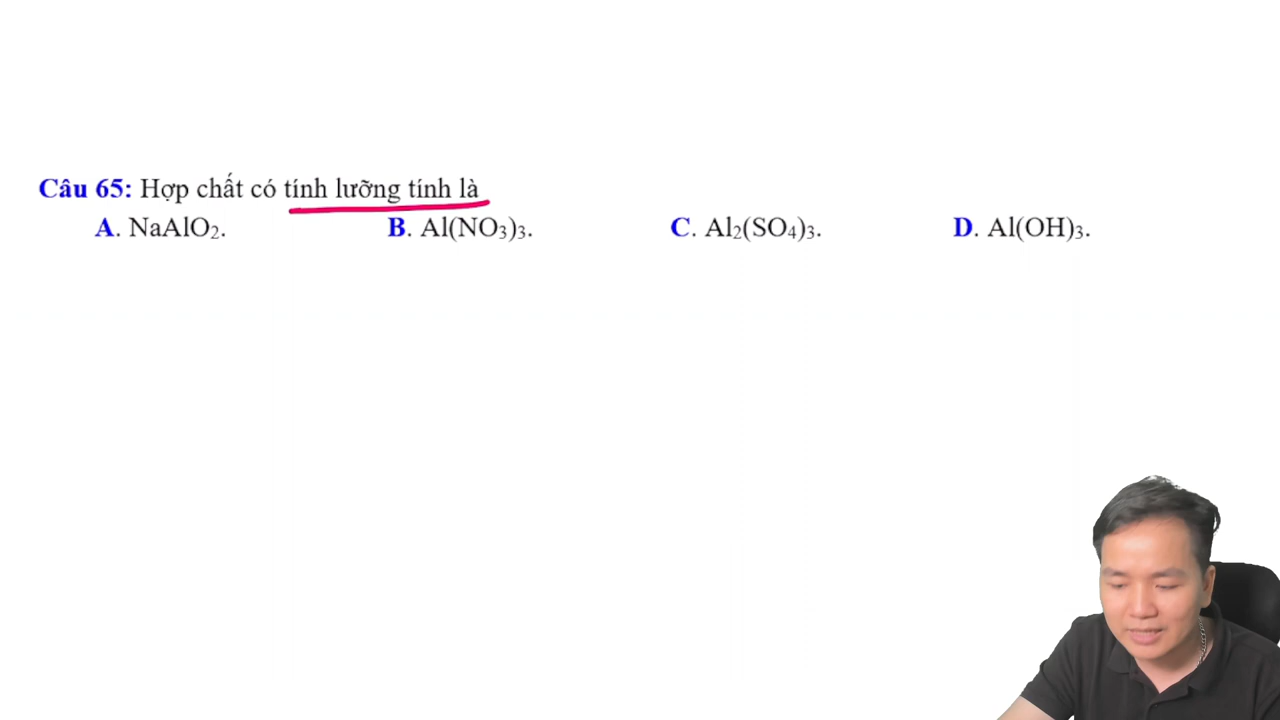 Câu 65: Hợp chất có tính lưỡng tính là
A. NaAlO₂. B. Al(NO₃)₃. C. Al₂(SO₄)₃. D. Al(OH)₃.